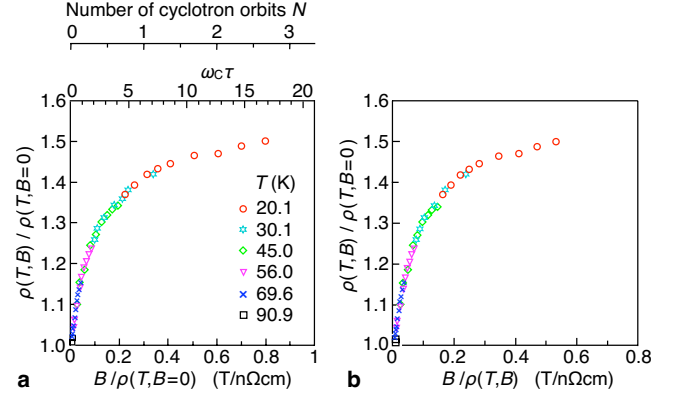 Number of cyclotron orbits N
0 1 2 3
ωCτ
0 5 10 15 20
1.6 1.5 1.4 1.3 1.2 1.1 1.0
ρ(T,B) / ρ(T,B=0)
T (K)
20.1
30.1
45.0
56.0
69.6
90.9
0 0.2 0.4 0.6 0.8 1
a B/ρ(T,B=0) (T/nΩcm)
1.6 1.5 1.4 1.3 1.2 1.1 1.0
ρ(T,B) / ρ(T,B=0)
0 0.2 0.4 0.6 0.8
b B/ρ(T,B) (T/nΩcm)